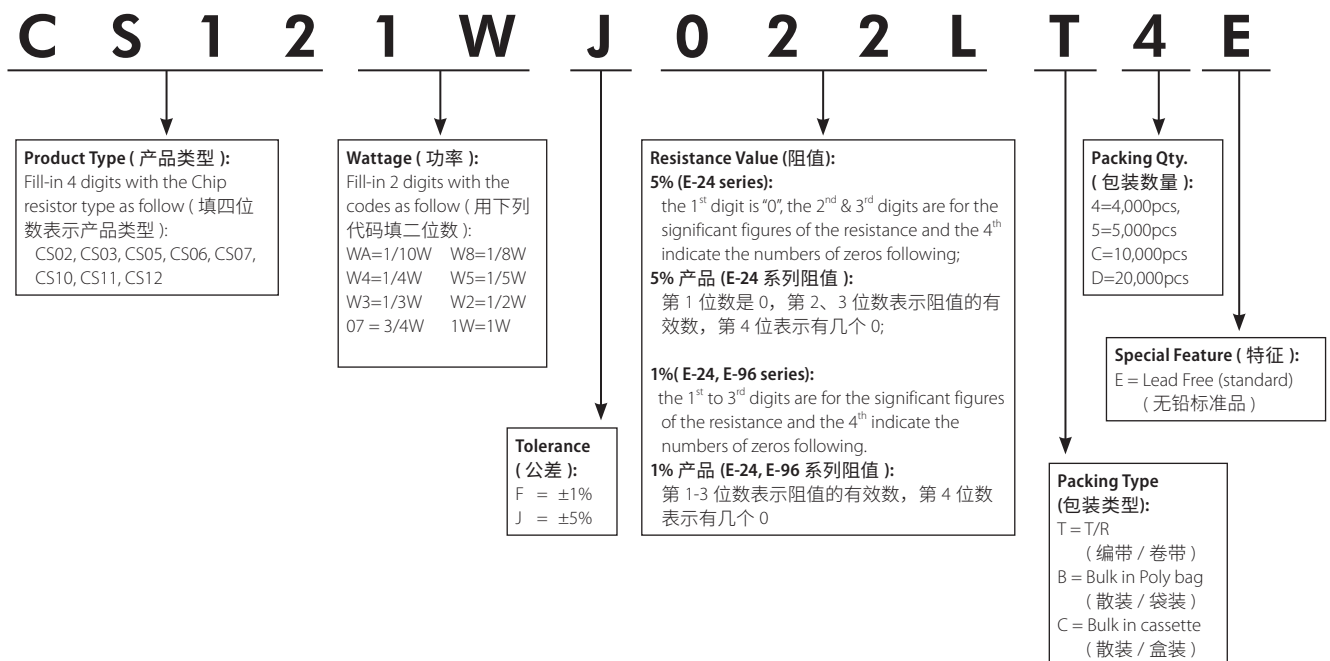 C S 1 2 1 W J 0 2 2 L T 4 E
Product Type ( 产品类型 ):
Fill-in 4 digits with the Chip
resistor type as follow ( 填四位
数表示产品类型 ):
CS02, CS03, CS05, CS06, CS07,
CS10, CS11, CS12
Wattage ( 功率 ):
Fill-in 2 digits with the
codes as follow ( 用下列
代码填二位数 ):
WA=1/10W W8=1/8W
W4=1/4W W5=1/5W
W3=1/3W W2=1/2W
07 = 3/4W 1W=1W
Tolerance
( 公差 ):
F = ±1%
J = ±5%
Resistance Value (阻值):
5% (E-24 series):
the 1st digit is "0", the 2nd & 3rd digits are for the
significant figures of the resistance and the 4th
indicate the numbers of zeros following;
5% 产品 (E-24 系列阻值 ):
第 1 位数是 0，第 2、3 位数表示阻值的有
效数，第 4 位表示有几个 0;
1%( E-24, E-96 series):
the 1st to 3rd digits are for the significant figures
of the resistance and the 4th indicate the
numbers of zeros following.
1% 产品 (E-24, E-96 系列阻值 ):
第 1-3 位数表示阻值的有效数，第 4 位数
表示有几个 0
Packing Qty.
( 包装数量 ):
4=4,000pcs,
5=5,000pcs
C=10,000pcs
D=20,000pcs
Special Feature ( 特征 ):
E = Lead Free (standard)
( 无铅标准品 )
Packing Type
(包装类型):
T = T/R
( 编带 / 卷带 )
B = Bulk in Poly bag
( 散装 / 袋装 )
C = Bulk in cassette
( 散装 / 盒装 )